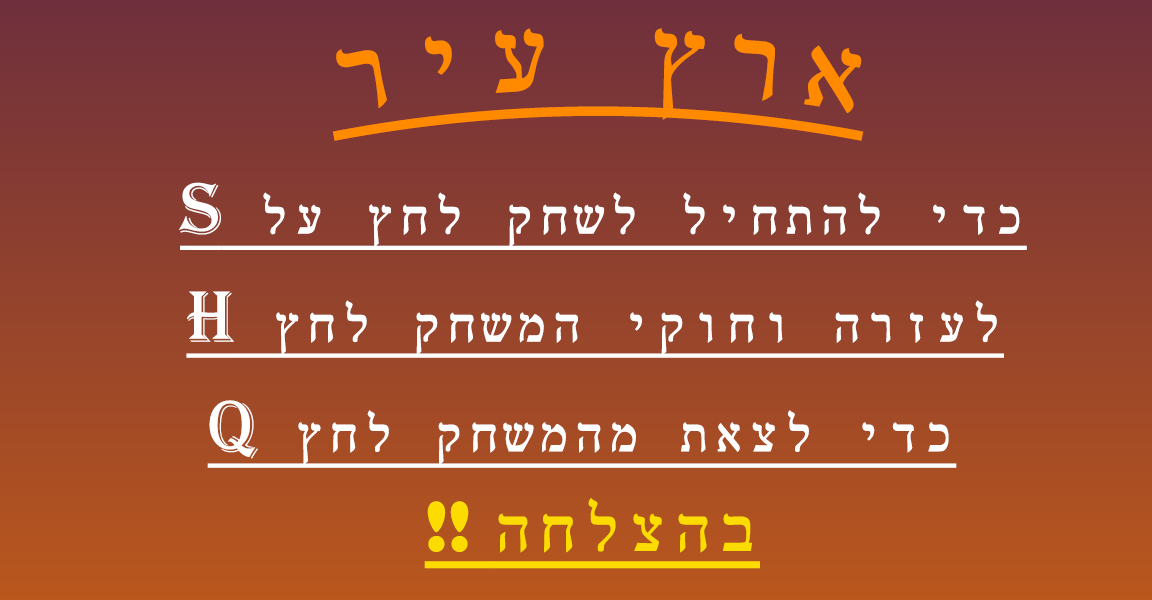 ארץ עיר
כדי להתחיל לשחק לחץ על S
לעזרה וחוקי המשחק לחץ H
כדי לצאת מהמשחק לחץ Q
בהצלחה !!